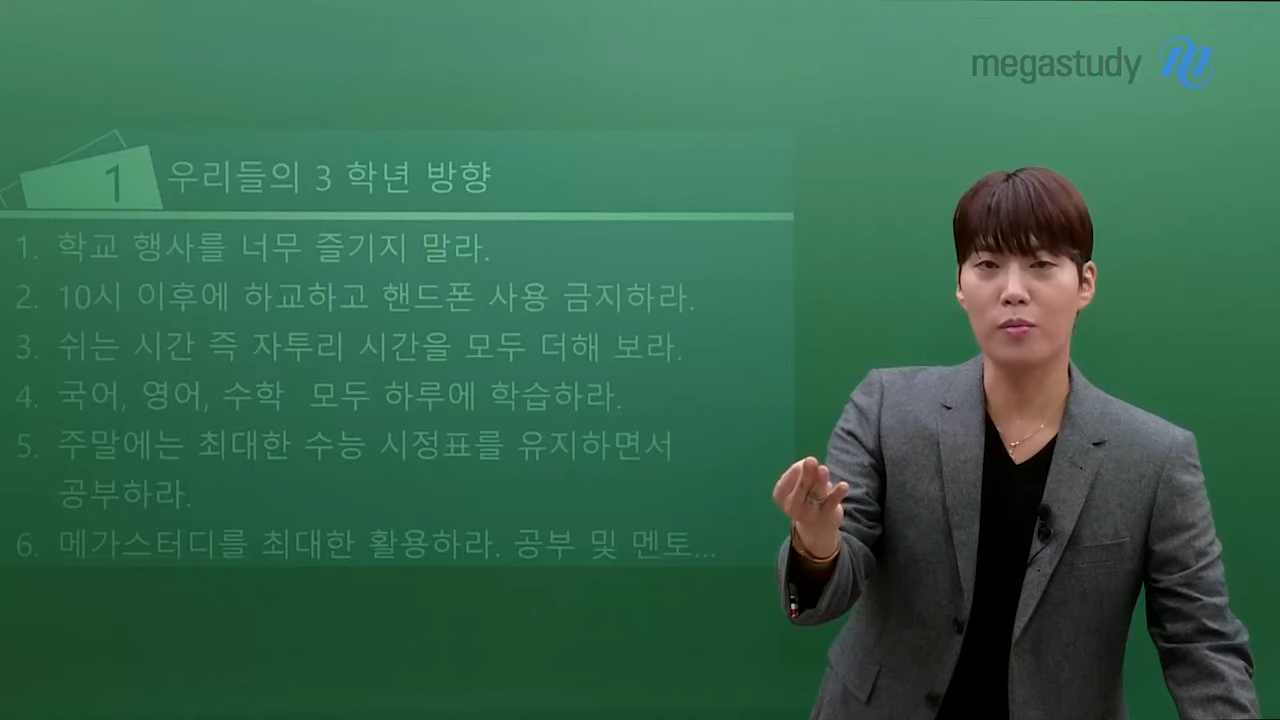 megastudy
1 우리들의 3 학년 방향
1. 학교 행사를 너무 즐기지 말라.
2. 10시 이후에 하교하고 핸드폰 사용 금지하라.
3. 쉬는 시간 즉 자투리 시간을 모두 더해 보라.
4. 국어, 영어, 수학 모두 하루에 학습하라.
5. 주말에는 최대한 수능 시정표를 유지하면서
공부하라.
6. 메가스터디를 최대한 활용하라. 공부 및 멘토...